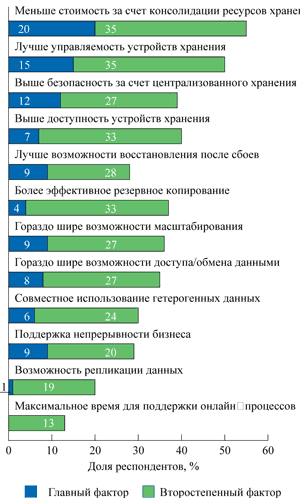 Меньше стоимость за счет консолидации ресурсов хране
20 35
Лучше управляемость устройств хранения
15 35
Выше безопасность за счет централизованного хранения
12 27
Выше доступность устройств хранения
7 33
Лучше возможности восстановления после сбоев
9 28
Более эффективное резервное копирование
4 33
Гораздо шире возможности масштабирования
9 27
Гораздо шире возможности доступа/обмена данными
8 27
Совместное использование гетерогенных данных
6 24
Поддержка непрерывности бизнеса
9 20
Возможность репликации данных
1 19
Максимальное время для поддержки онлайн□процессов
13
0 10 20 30 40 50 60
Доля респондентов, %
Главный фактор Второстепенный фактор